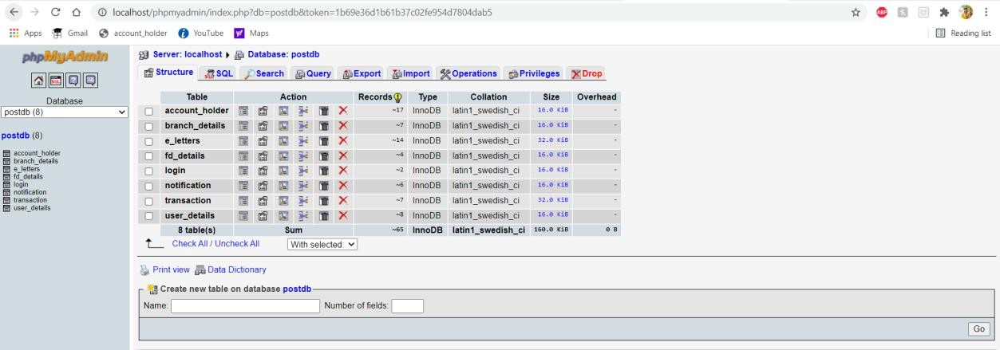 localhost/phpmyadmin/index.php?db=postdb&token=1b69e36d1b61b37c02fe954d7804dab5
ABP
Apps Gmail account_holder YouTube Maps Reading list
phpMyAdmin
SQL
Database
postdb (8)
postdb (8)
account_holder
branch_details
e_letters
fd_details
login
notification
transaction
user_details
Server: localhost Database: postdb
Structure SQL Search Query Export Import Operations Privileges Drop
Table Action Records Type Collation Size Overhead
account_holder ~17 InnoDB latin1_swedish_ci 16.0 KiB -
branch_details ~7 InnoDB latin1_swedish_ci 16.0 KiB -
e_letters ~14 InnoDB latin1_swedish_ci 32.0 KiB -
fd_details ~4 InnoDB latin1_swedish_ci 16.0 KiB -
login ~2 InnoDB latin1_swedish_ci 16.0 KiB -
notification ~6 InnoDB latin1_swedish_ci 16.0 KiB -
transaction ~7 InnoDB latin1_swedish_ci 32.0 KiB -
user_details ~8 InnoDB latin1_swedish_ci 16.0 KiB -
8 table(s) Sum ~65 InnoDB latin1_swedish_ci 160.0 KiB 0 B
Check All / Uncheck All With selected:
Print view Data Dictionary
Create new table on database postdb
Name: Number of fields:
Go